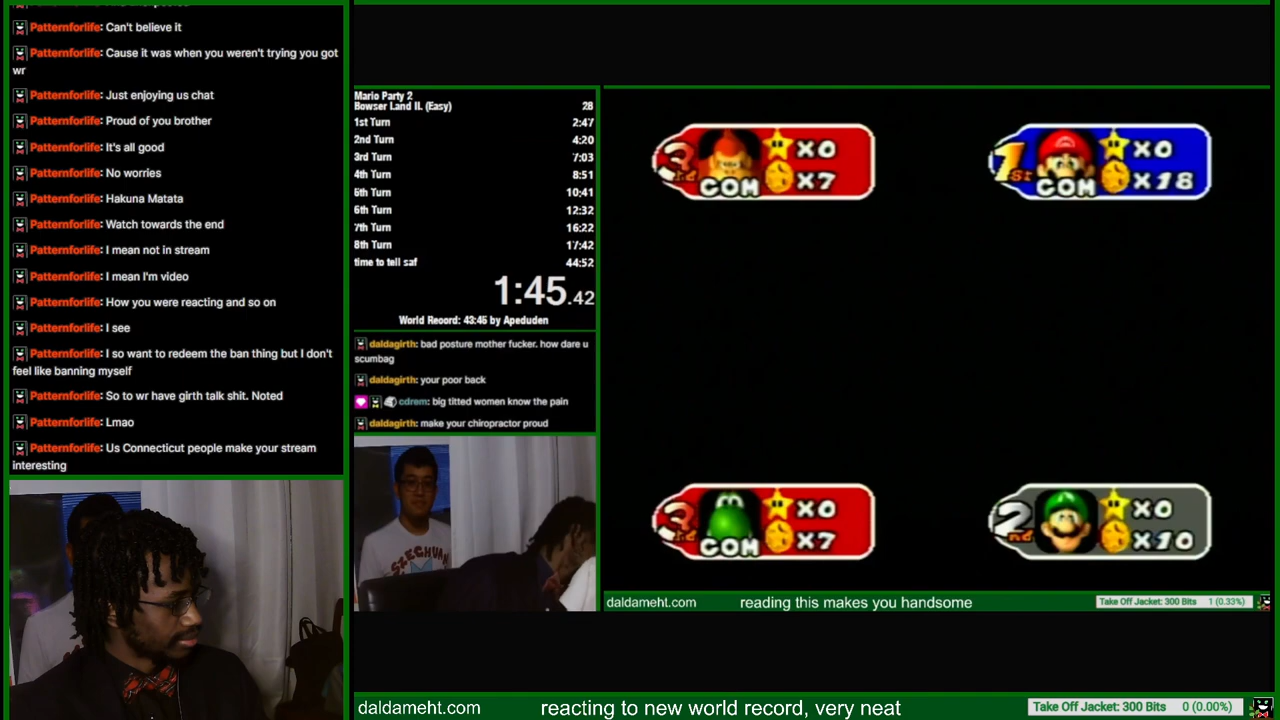 Patternforlife: Can't believe it
Patternforlife: Cause it was when you weren't trying you got
wr
Patternforlife: Just enjoying us chat
Patternforlife: Proud of you brother
Patternforlife: It's all good
Patternforlife: No worries
Patternforlife: Hakuna Matata
Patternforlife: Watch towards the end
Patternforlife: I mean not in stream
Patternforlife: I mean I'm video
Patternforlife: How you were reacting and so on
Patternforlife: I see
Patternforlife: I so want to redeem the ban thing but I don't
feel like banning myself
Patternforlife: So to wr have girth talk shit. Noted
Patternforlife: Lmao
Patternforlife: Us Connecticut people make your stream
interesting
Mario Party 2
Bowser Land II. (Easy) 28
1st Turn 2:47
2nd Turn 4:20
3rd Turn 7:03
4th Turn 8:51
5th Turn 10:41
6th Turn 12:32
7th Turn 16:22
8th Turn 17:42
time to tell saf 44:52
1:45.42
World Record: 43:45 by Apeduden
daldagirth: bad posture mother fucker. how dare u
scumbag
daldagirth: your poor back
cdrem: big titted women know the pain
daldagirth: make your chiropractor proud
SZECHUAN
3rd COM x0
x7
1st COM x0
x18
3rd COM x0
x7
2nd x0
x10
daldameht.com reading this makes you handsome Take Off Jacket: 300 Bits 1 (0.33%)
daldameht.com reacting to new world record, very neat Take Off Jacket: 300 Bits 0 (0.00%)